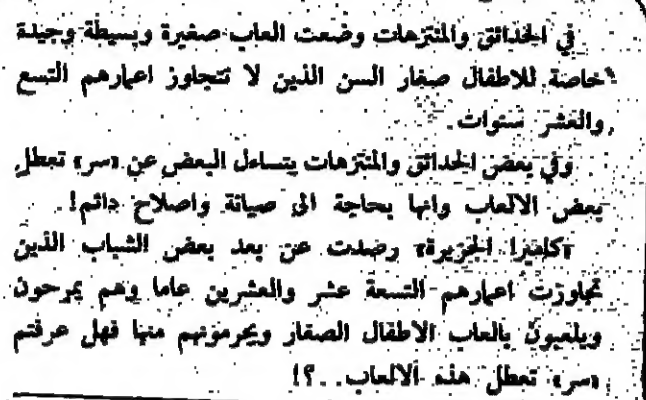 في الحدائق والمنتزهات وضعت العاب صغيرة وبسيطة وجيدة
خاصة للاطفال صغار السن الذين لا تتجاوز اعمارهم التسع
والعشر سنوات.
وفي بعض الحدائق والمنتزهات يتساءل البعض عن «سر» تعطل
بعض الالعاب وانها بحاجة الى صيانة واصلاح دائم!
«كاميرا الجزيرة» رصدت عن بعد بعض الشباب الذين
تجاوزت اعمارهم التسعة عشر والعشرين عاما وهم يمرحون
ويلعبون بالعاب الاطفال الصغار ويحرمونهم منها فهل عرفتم
«سر» تعطل هذه الالعاب..؟!